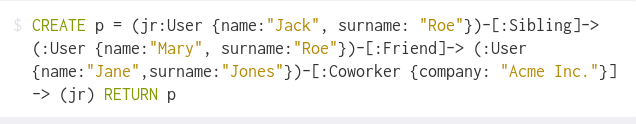 $ CREATE p = (jr:User {name:"Jack", surname: "Roe"})-[:Sibling]->
(:User {name:"Mary", surname:"Roe"})-[:Friend]-> (:User
{name:"Jane",surname:"Jones"})-[:Coworker {company: "Acme Inc."}]
-> (jr) RETURN p